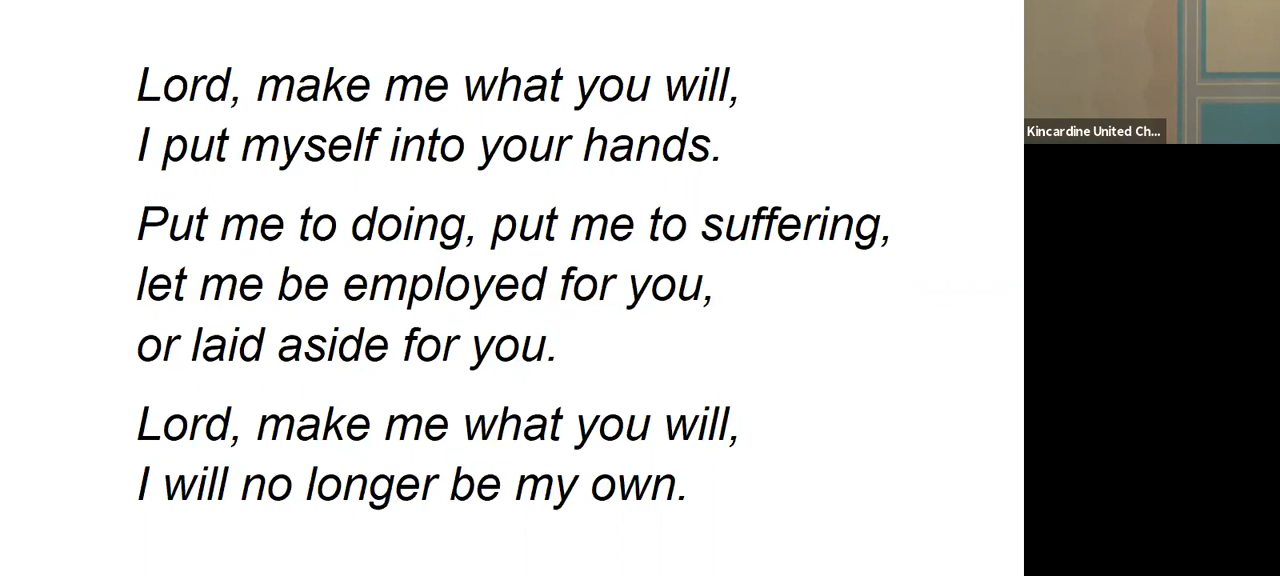 Lord, make me what you will,
I put myself into your hands.
Put me to doing, put me to suffering,
let me be employed for you,
or laid aside for you.
Lord, make me what you will,
I will no longer be my own.
Kincardine United Ch...